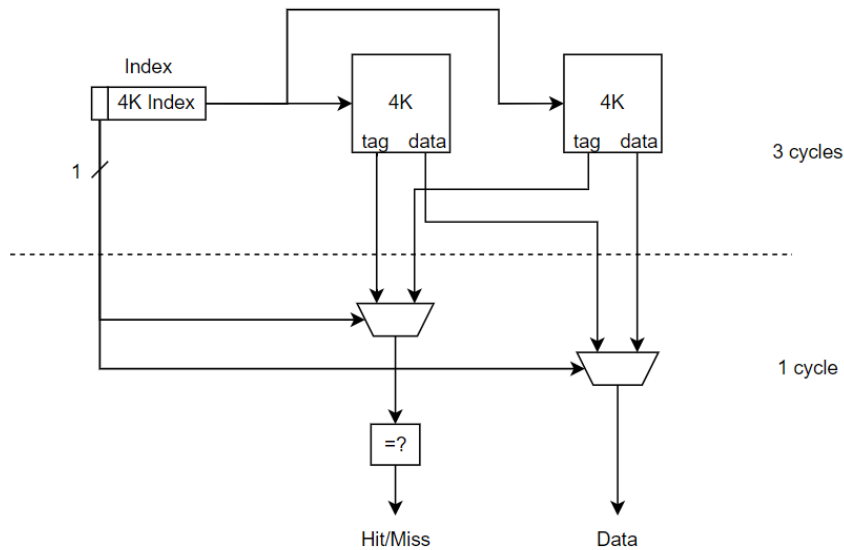 Index
4K Index
4K
tag data
4K
tag data
3 cycles
1
1 cycle
=?
Hit/Miss
Data